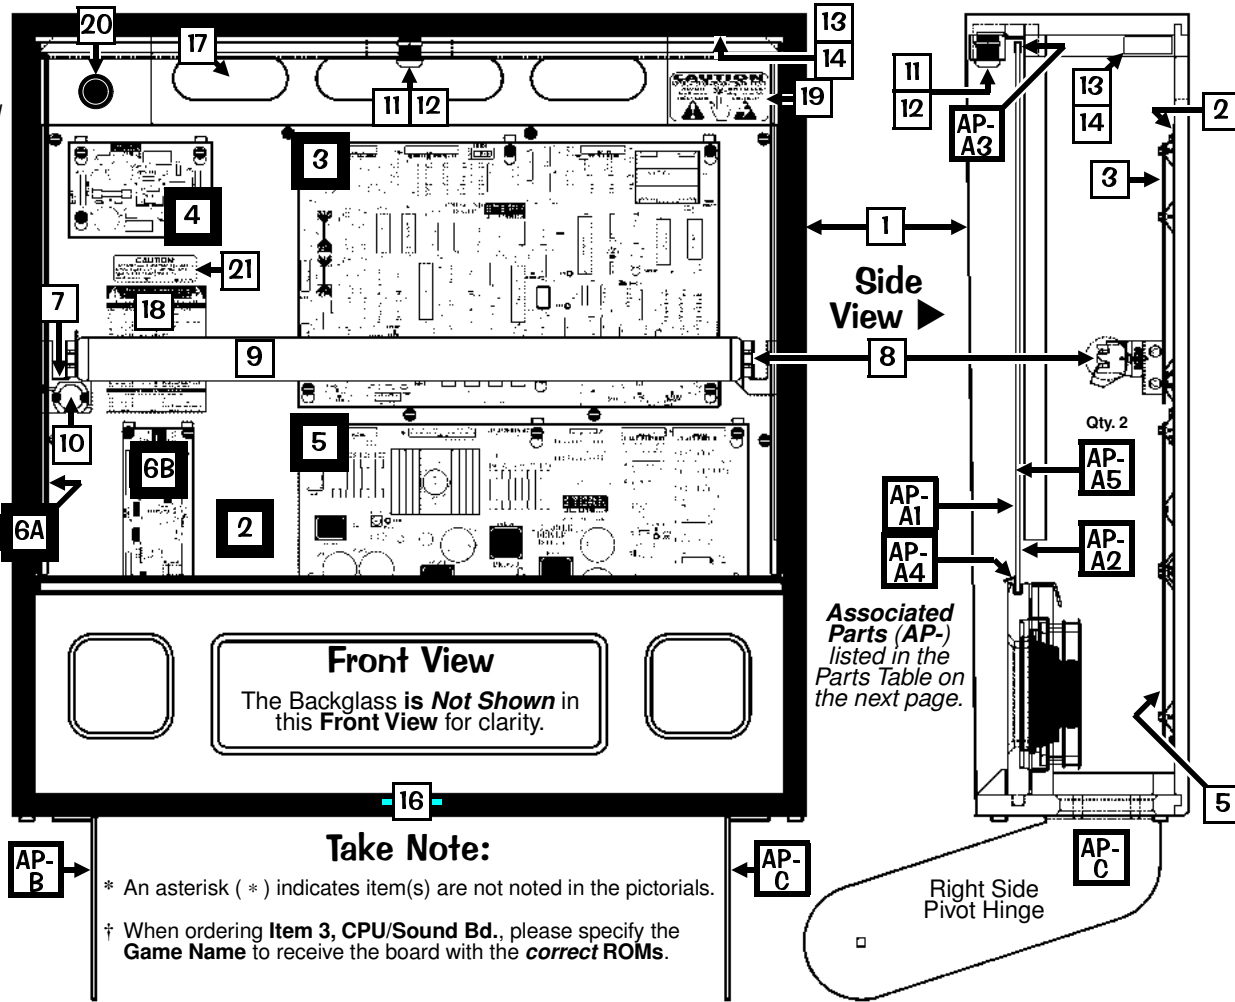 20
17
13
14
11
12
CAUTION
19
3
4
CAUTION
21
7
18
9
10
5
6B
6A
2
Front View
The Backglass is Not Shown in
this Front View for clarity.
16
AP-
B
AP-
C
Take Note:
* An asterisk ( * ) indicates item(s) are not noted in the pictorials.
† When ordering Item 3, CPU/Sound Bd., please specify the
Game Name to receive the board with the correct ROMs.
1
Side
View ▶
8
11
12
AP-
A3
13
14
2
3
Qty. 2
AP-
A5
AP-
A1
AP-
A2
AP-
A4
Associated
Parts (AP-)
listed in the
Parts Table on
the next page.
5
AP-
C
Right Side
Pivot Hinge